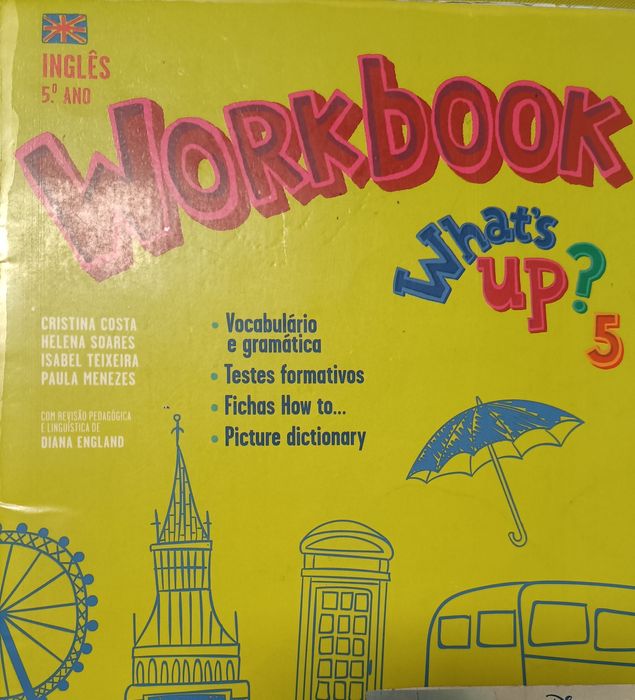 INGLÊS
5.º ANO
WORKBOOK
What's
up?
5
CRISTINA COSTA
HELENA SOARES
ISABEL TEIXEIRA
PAULA MENEZES
COM REVISÃO PEDAGÓGICA
E LINGUÍSTICA DE
DIANA ENGLAND
• Vocabulário
e gramática
• Testes formativos
• Fichas How to...
• Picture dictionary